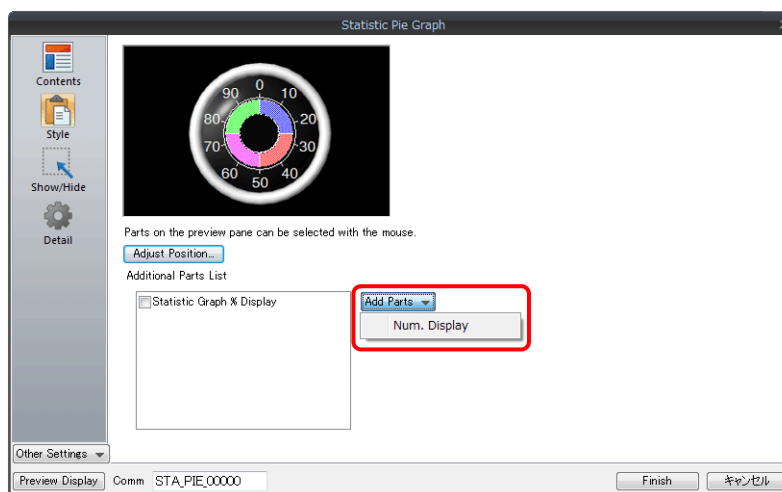 Statistic Pie Graph
Contents
Style
Show/Hide
Detail
0
90 10
80 20
70 30
60 40
50
Parts on the preview pane can be selected with the mouse.
Adjust Position...
Additional Parts List
Statistic Graph % Display
Add Parts
Num. Display
Other Settings
Preview Display Comm STA_PIE_00000 Finish キャンセル